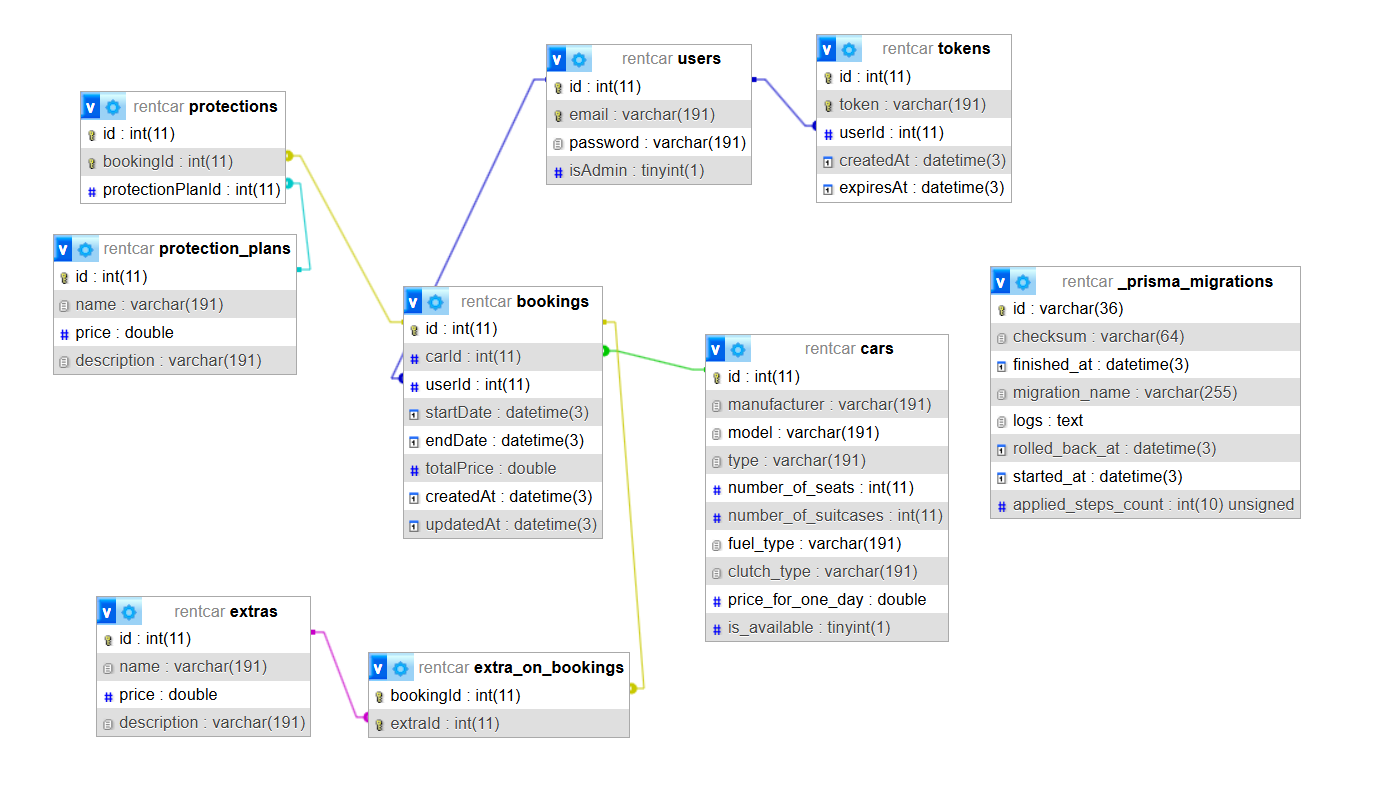 rentcar protections
id : int(11)
bookingId : int(11)
protectionPlanId : int(11)
rentcar protection_plans
id : int(11)
name : varchar(191)
price : double
description : varchar(191)
rentcar users
id : int(11)
email : varchar(191)
password : varchar(191)
isAdmin : tinyint(1)
rentcar tokens
id : int(11)
token : varchar(191)
userId : int(11)
createdAt : datetime(3)
expiresAt : datetime(3)
rentcar bookings
id : int(11)
carId : int(11)
userId : int(11)
startDate : datetime(3)
endDate : datetime(3)
totalPrice : double
createdAt : datetime(3)
updatedAt : datetime(3)
rentcar cars
id : int(11)
manufacturer : varchar(191)
model : varchar(191)
type : varchar(191)
number_of_seats : int(11)
number_of_suitcases : int(11)
fuel_type : varchar(191)
clutch_type : varchar(191)
price_for_one_day : double
is_available : tinyint(1)
rentcar _prisma_migrations
id : varchar(36)
checksum : varchar(64)
finished_at : datetime(3)
migration_name : varchar(255)
logs : text
rolled_back_at : datetime(3)
started_at : datetime(3)
applied_steps_count : int(10) unsigned
rentcar extras
id : int(11)
name : varchar(191)
price : double
description : varchar(191)
rentcar extra_on_bookings
bookingId : int(11)
extraId : int(11)